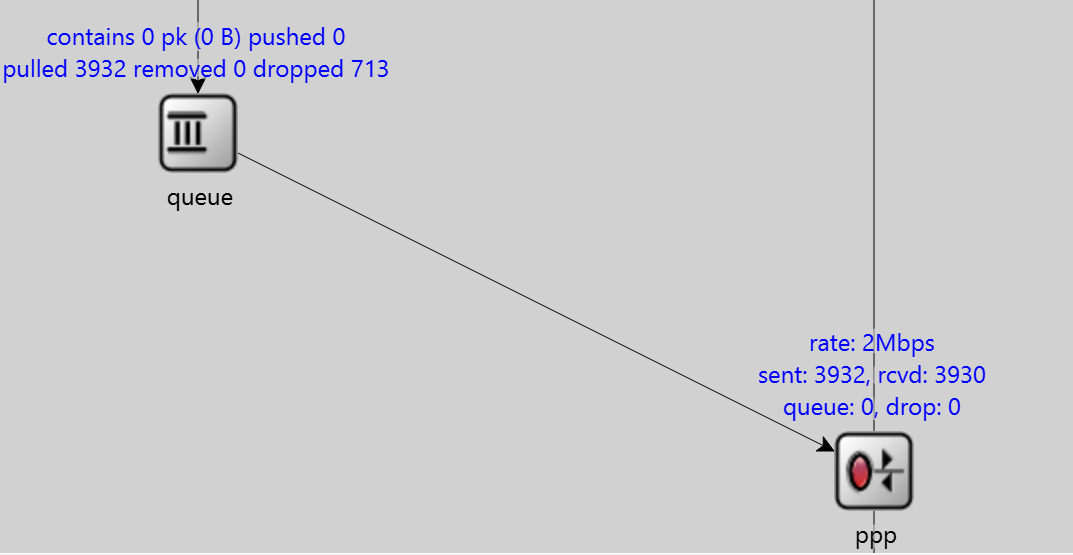 contains 0 pk (0 B) pushed 0
pulled 3932 removed 0 dropped 713
queue
rate: 2Mbps
sent: 3932, rcvd: 3930
queue: 0, drop: 0
ppp